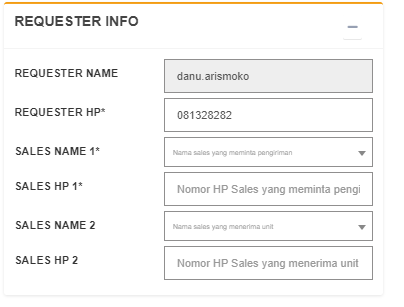 REQUESTER INFO
REQUESTER NAME danu.arismoko
REQUESTER HP* 081328282
SALES NAME 1* Nama sales yang meminta pengiriman
SALES HP 1* Nomor HP Sales yang meminta pengi
SALES NAME 2 Nama sales yang menerima unit
SALES HP 2 Nomor HP Sales yang menerima unit